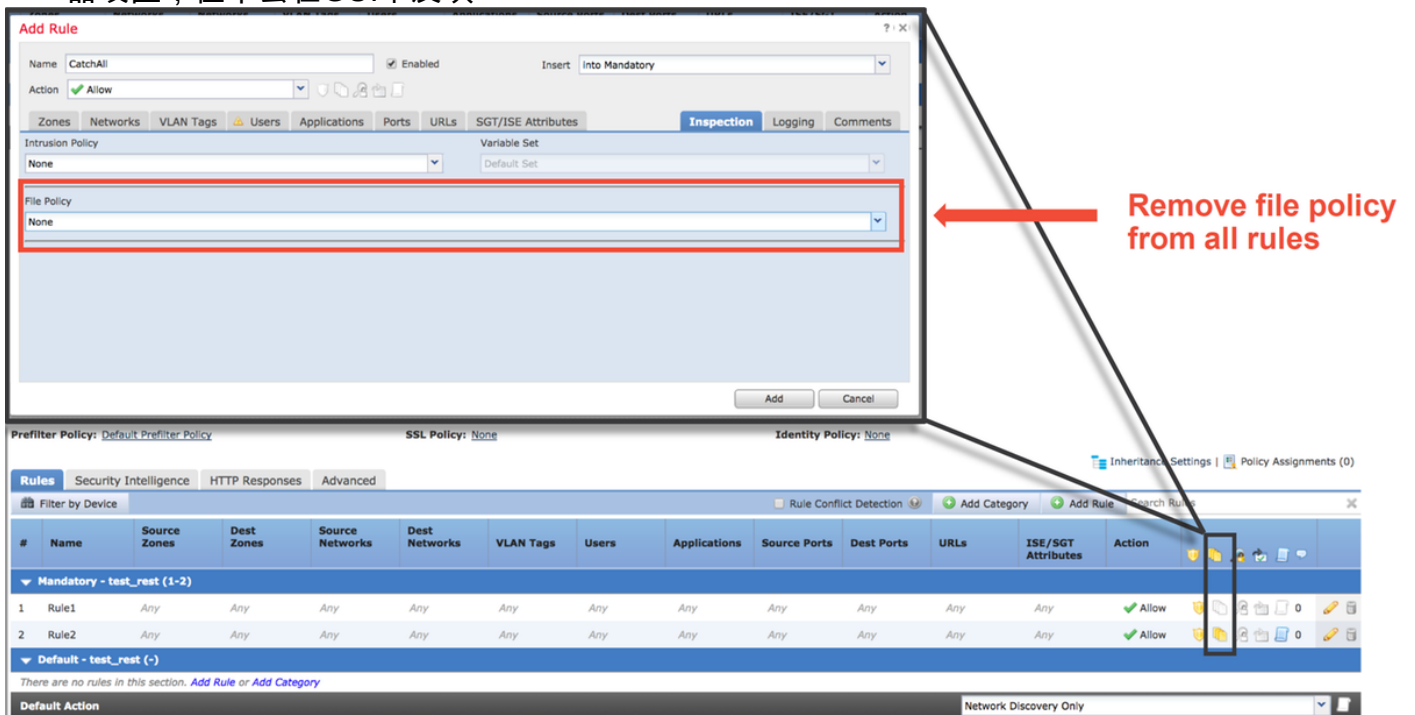 Add Rule
? X
Name CatchAll Enabled Insert into Mandatory
Action Allow
Zones Networks VLAN Tags Users Applications Ports URLs SGT/ISE Attributes Inspection Logging Comments
Intrusion Policy Variable Set
None Default Set
File Policy
None
Remove file policy
from all rules
Add Cancel
Prefilter Policy: Default Prefilter Policy SSL Policy: None Identity Policy: None
Inheritance Settings | Policy Assignments (0)
Rules Security Intelligence HTTP Responses Advanced
Filter by Device Rule Conflict Detection Add Category Add Rule Search Rules
# Name Source Zones Dest Zones Source Networks Dest Networks VLAN Tags Users Applications Source Ports Dest Ports URLs ISE/SGT Attributes Action
Mandatory - test_rest (1-2)
1 Rule1 Any Any Any Any Any Any Any Any Any Any Any Allow 0
2 Rule2 Any Any Any Any Any Any Any Any Any Any Any Allow 0
Default - test_rest (-)
There are no rules in this section. Add Rule or Add Category
Default Action Network Discovery Only